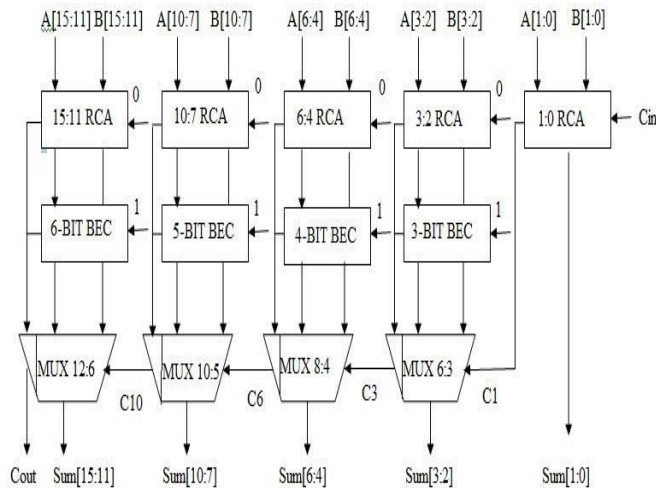 A[15:11] B[15:11] A[10:7] B[10:7] A[6:4] B[6:4] A[3:2] B[3:2] A[1:0] B[1:0]
0 0 0 0
15:11 RCA 10:7 RCA 6:4 RCA 3:2 RCA 1:0 RCA Cin
1 1 1 1
6-BIT BEC 5-BIT BEC 4-BIT BEC 3-BIT BEC
MUX 12:6 MUX 10:5 MUX 8:4 MUX 6:3
C10 C6 C3 C1
Cout Sum[15:11] Sum[10:7] Sum[6:4] Sum[3:2] Sum[1:0]